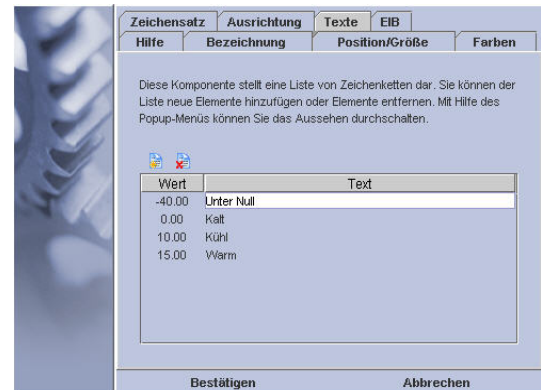 Zeichensatz Ausrichtung Texte EIB
Hilfe Bezeichnung Position/Größe Farben
Diese Komponente stellt eine Liste von Zeichenketten dar. Sie können der
Liste neue Elemente hinzufügen oder Elemente entfernen. Mit Hilfe des
Popup-Menüs können Sie das Aussehen durchschalten.
Wert Text
-40.00 Unter Null
0.00 Kalt
10.00 Kühl
15.00 Warm
Bestätigen Abbrechen